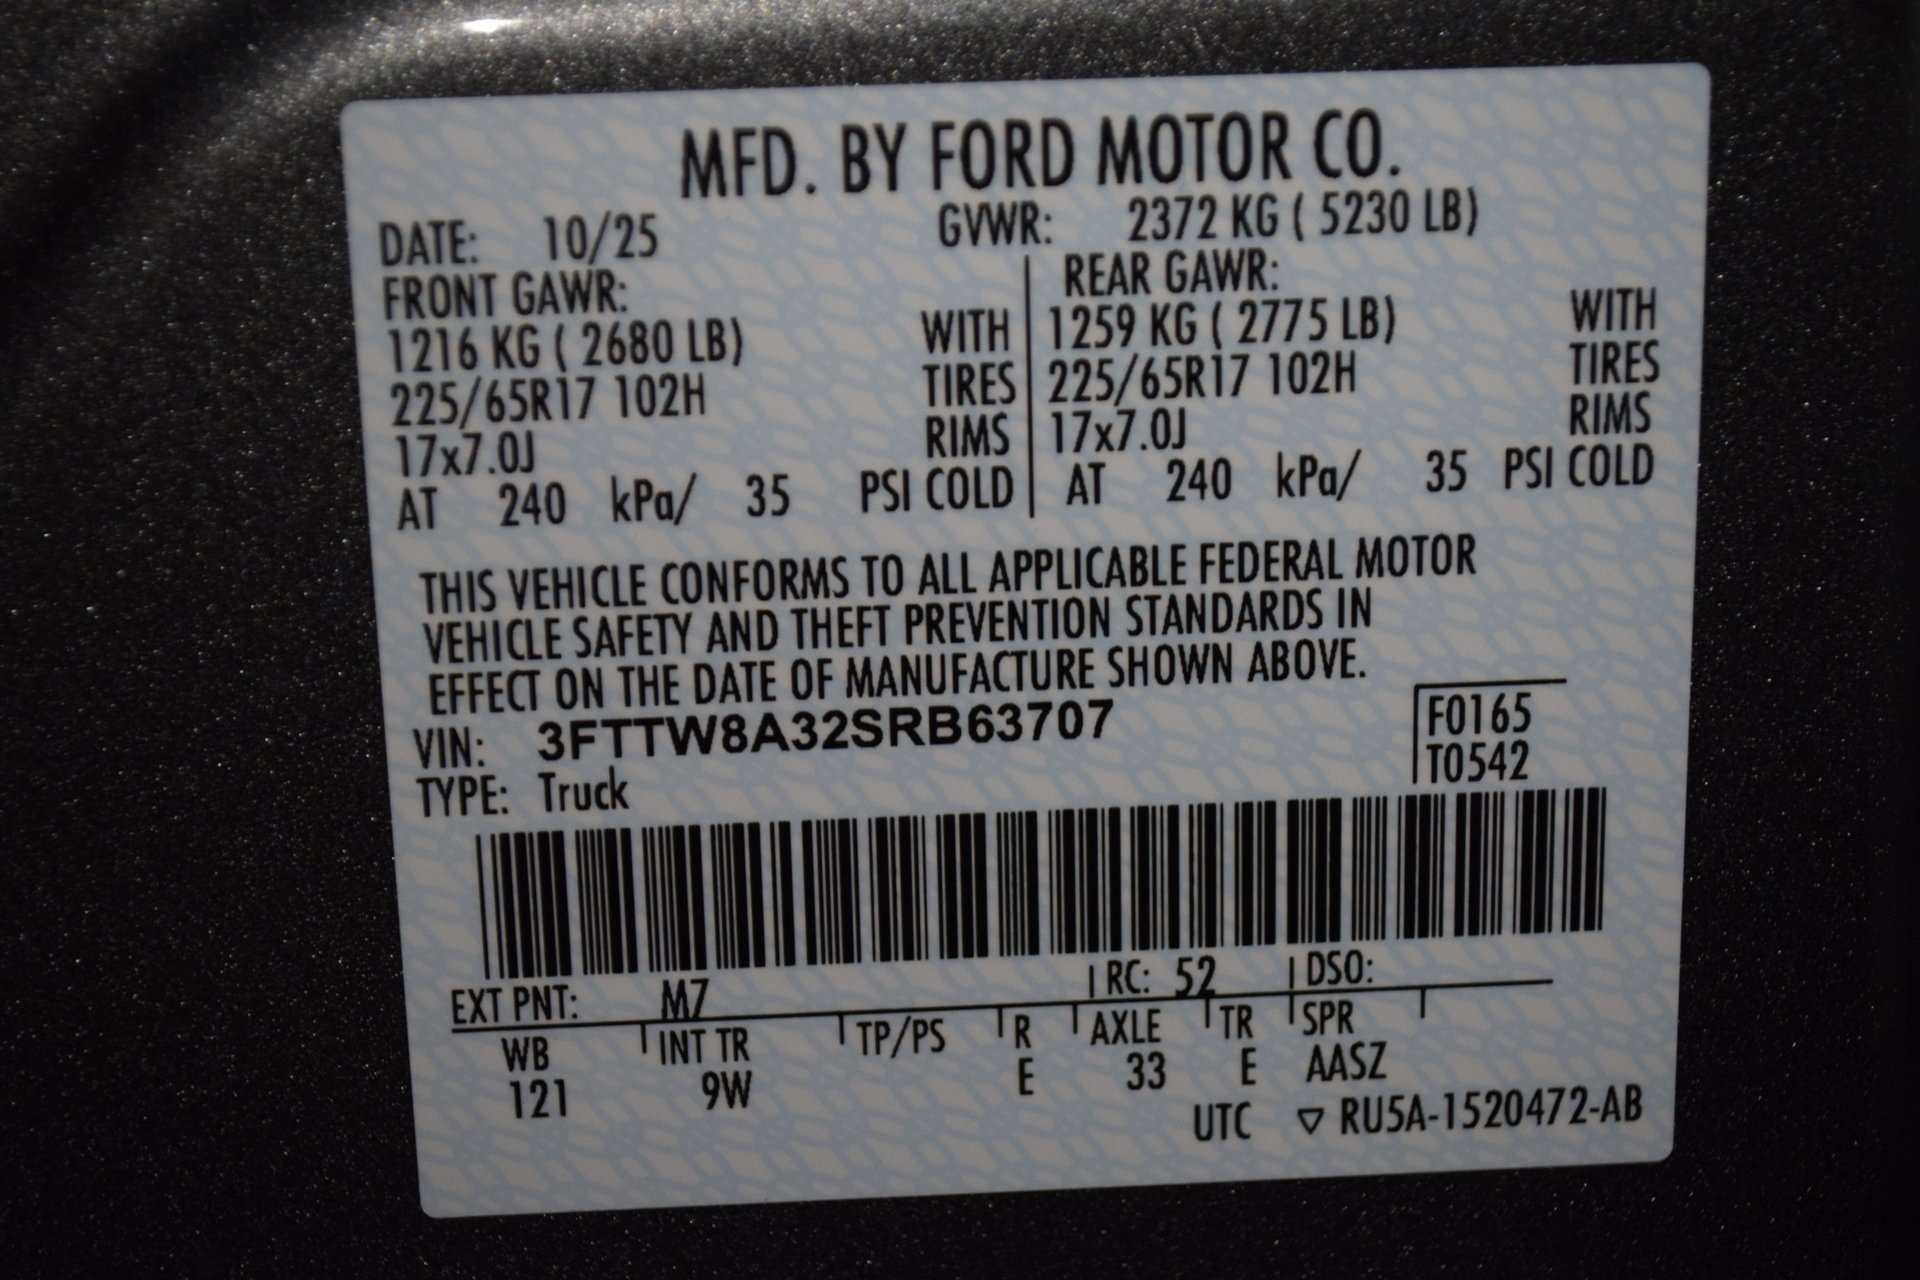 MFD. BY FORD MOTOR CO.
DATE: 10/25 GVWR: 2372 KG ( 5230 LB)
FRONT GAWR: REAR GAWR:
1216 KG ( 2680 LB) WITH 1259 KG ( 2775 LB) WITH
225/65R17 102H TIRES 225/65R17 102H TIRES
17x7.0J RIMS 17x7.0J RIMS
AT 240 kPa/ 35 PSI COLD AT 240 kPa/ 35 PSI COLD
THIS VEHICLE CONFORMS TO ALL APPLICABLE FEDERAL MOTOR
VEHICLE SAFETY AND THEFT PREVENTION STANDARDS IN
EFFECT ON THE DATE OF MANUFACTURE SHOWN ABOVE.
VIN: 3FTTW8A32SRB63707 F0165
TYPE: Truck T0542
EXT PNT: M7 RC: 52 DSO:
WB INT TR TP/PS R AXLE TR SPR
121 9W E 33 E AASZ
UTC ▽ RU5A-1520472-AB